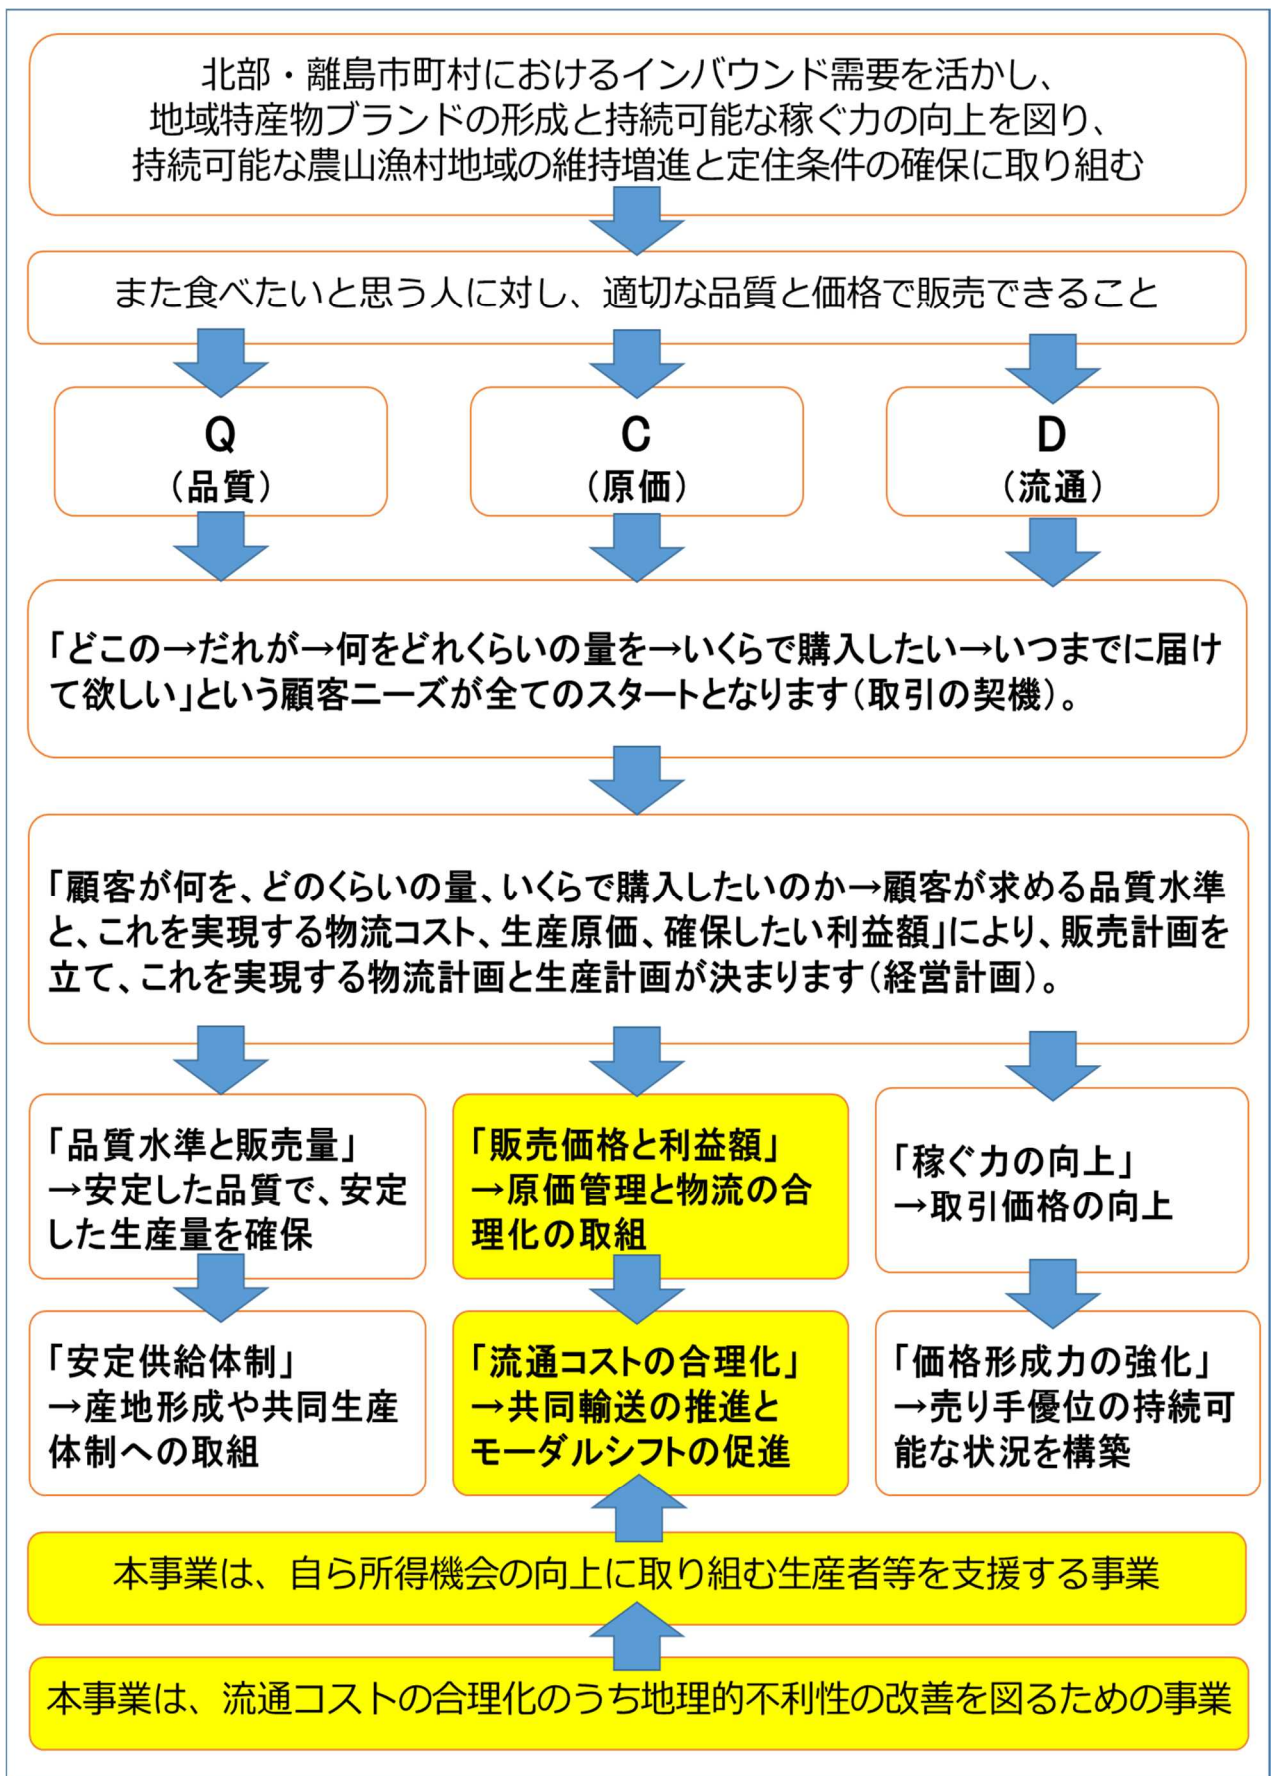 北部・離島市町村におけるインバウンド需要を活かし、
地域特産物ブランドの形成と持続可能な稼ぐ力の向上を図り、
持続可能な農山漁村地域の維持増進と定住条件の確保に取り組む
また食べたいと思う人に対し、適切な品質と価格で販売できること
Q
（品質）
C
（原価）
D
（流通）
「どこの→だれが→何をどれくらいの量を→いくらで購入したい→いつまでに届け
て欲しい」という顧客ニーズが全てのスタートとなります（取引の契機）。
「顧客が何を、どのくらいの量、いくらで購入したいのか→顧客が求める品質水準
と、これを実現する物流コスト、生産原価、確保したい利益額」により、販売計画を
立て、これを実現する物流計画と生産計画が決まります（経営計画）。
「品質水準と販売量」
→安定した品質で、安定
した生産量を確保
「販売価格と利益額」
→原価管理と物流の合
理化の取組
「稼ぐ力の向上」
→取引価格の向上
「安定供給体制」
→産地形成や共同生産
体制への取組
「流通コストの合理化」
→共同輸送の推進と
モーダルシフトの促進
「価格形成力の強化」
→売り手優位の持続可
能な状況を構築
本事業は、自ら所得機会の向上に取り組む生産者等を支援する事業
本事業は、流通コストの合理化のうち地理的不利性の改善を図るための事業